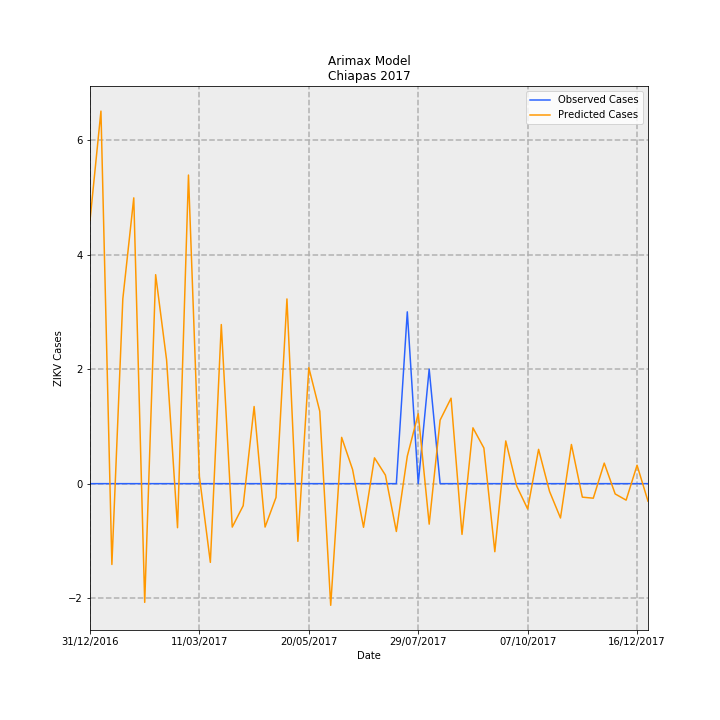 Arimax Model
Chiapas 2017
Observed Cases
Predicted Cases
6
4
2
0
−2
ZIKV Cases
31/12/2016
11/03/2017
20/05/2017
29/07/2017
07/10/2017
16/12/2017
Date